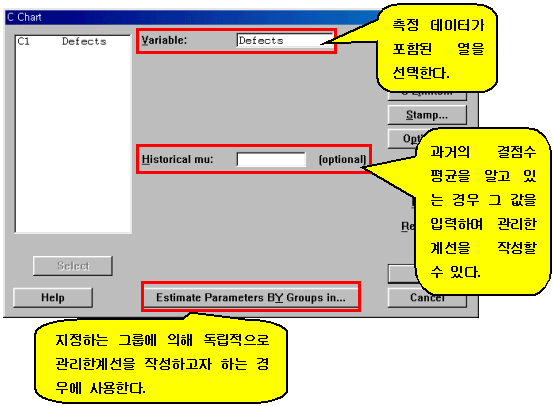 C Chart
C1 Defects
Variable:
Defects
측정 데이터가
포함된 열을
선택한다.
Stamp...
Historical mu:
(optional)
과거의 결점수
평균을 알고 있
는 경우 그 값을
입력하여 관리한
계선을 작성할
수 있다.
Select
Help
Estimate Parameters BY Groups in...
Cancel
지정하는 그룹에 의해 독립적으로
관리한계선을 작성하고자 하는 경
우에 사용한다.